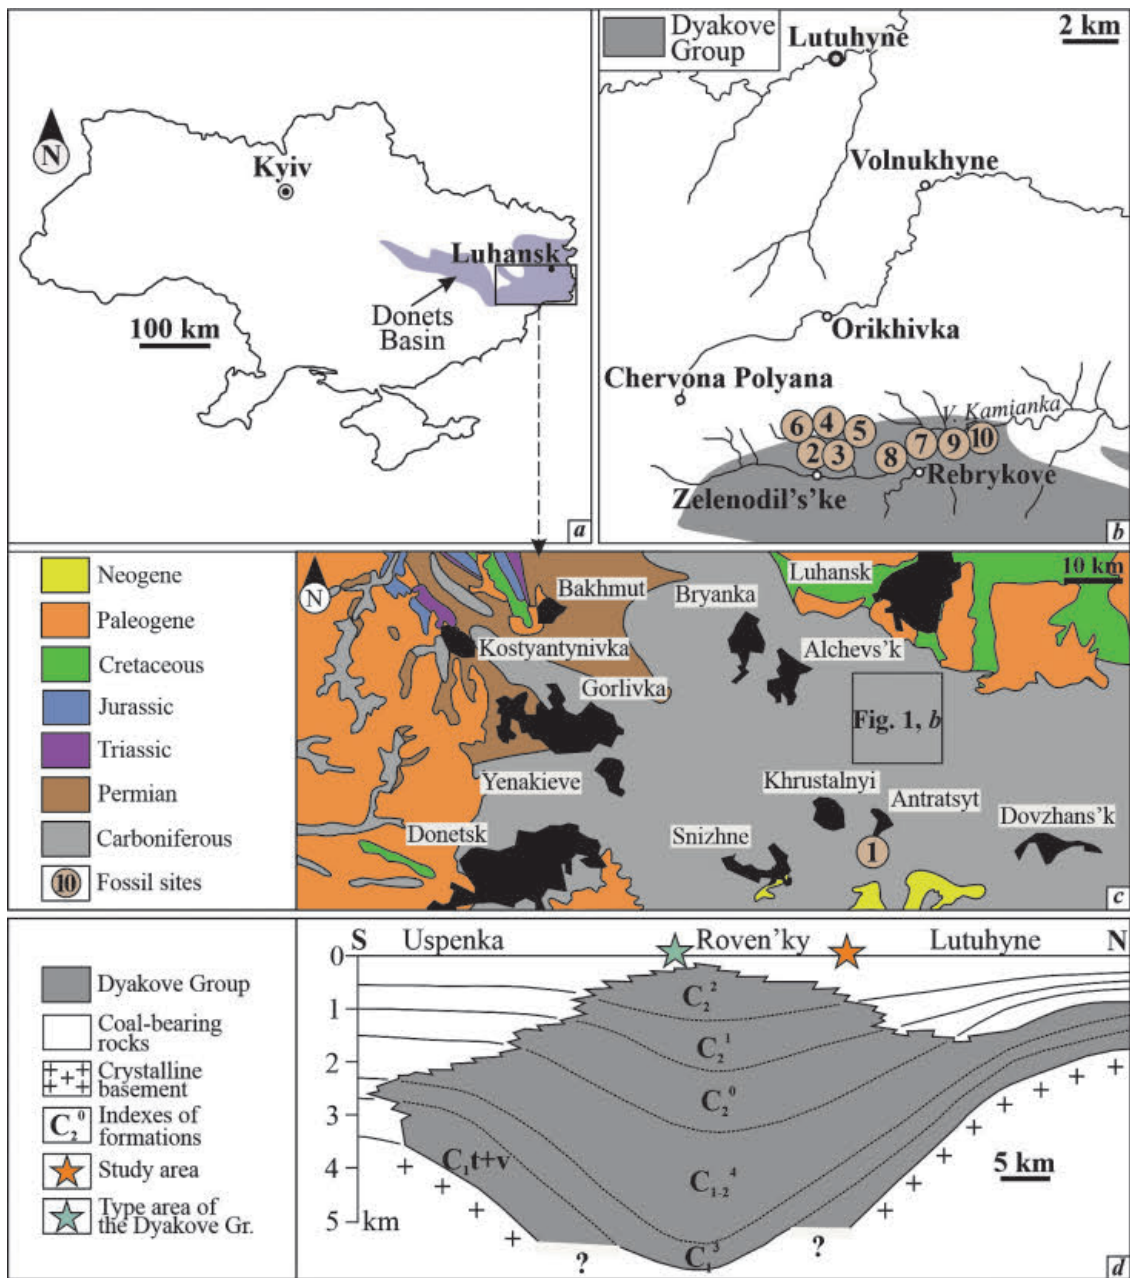 N
Kyiv
Luhansk
100 km
Donets
Basin
a
Dyakove
Group
2 km
Lutuhyne
Volnukhyne
Orikhivka
Chervona Polyana
V. Kamianka
6
4
5
2
3
8
7
9
10
Rebrykove
Zelenodil's'ke
b
Neogene
Paleogene
Cretaceous
Jurassic
Triassic
Permian
Carboniferous
10 Fossil sites
N
Bakhmut
Bryanka
Luhansk
10 km
Kostyantynivka
Alchevs'k
Gorlivka
Fig. 1, b
Yenakieve
Khrustalnyi
Antratsyt
Donetsk
Snizhne
Dovzhans'k
1
c
Dyakove Group
Coal-bearing
rocks
Crystalline
basement
C₂⁰ Indexes of
formations
Study area
Type area of
the Dyakove Gr.
S Uspenka Roven'ky Lutuhyne N
0
1
2
3
4
5 km
C₂²
C₂¹
C₂⁰
C₁t+v
C₁₋₂⁴
C₁³
?
?
5 km
d